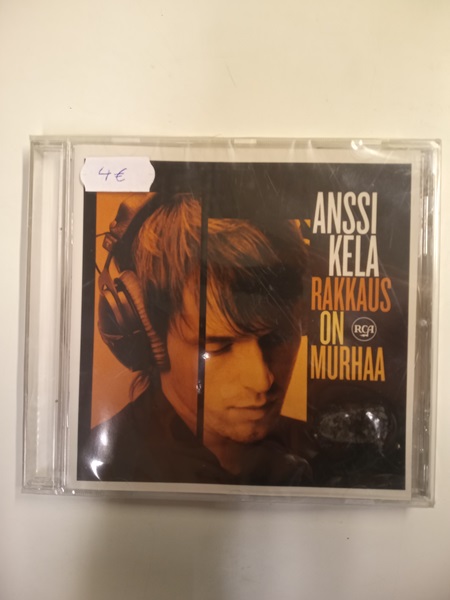 4€
ANSSI
KELA
RAKKAUS
ON
RCA
MURHAA